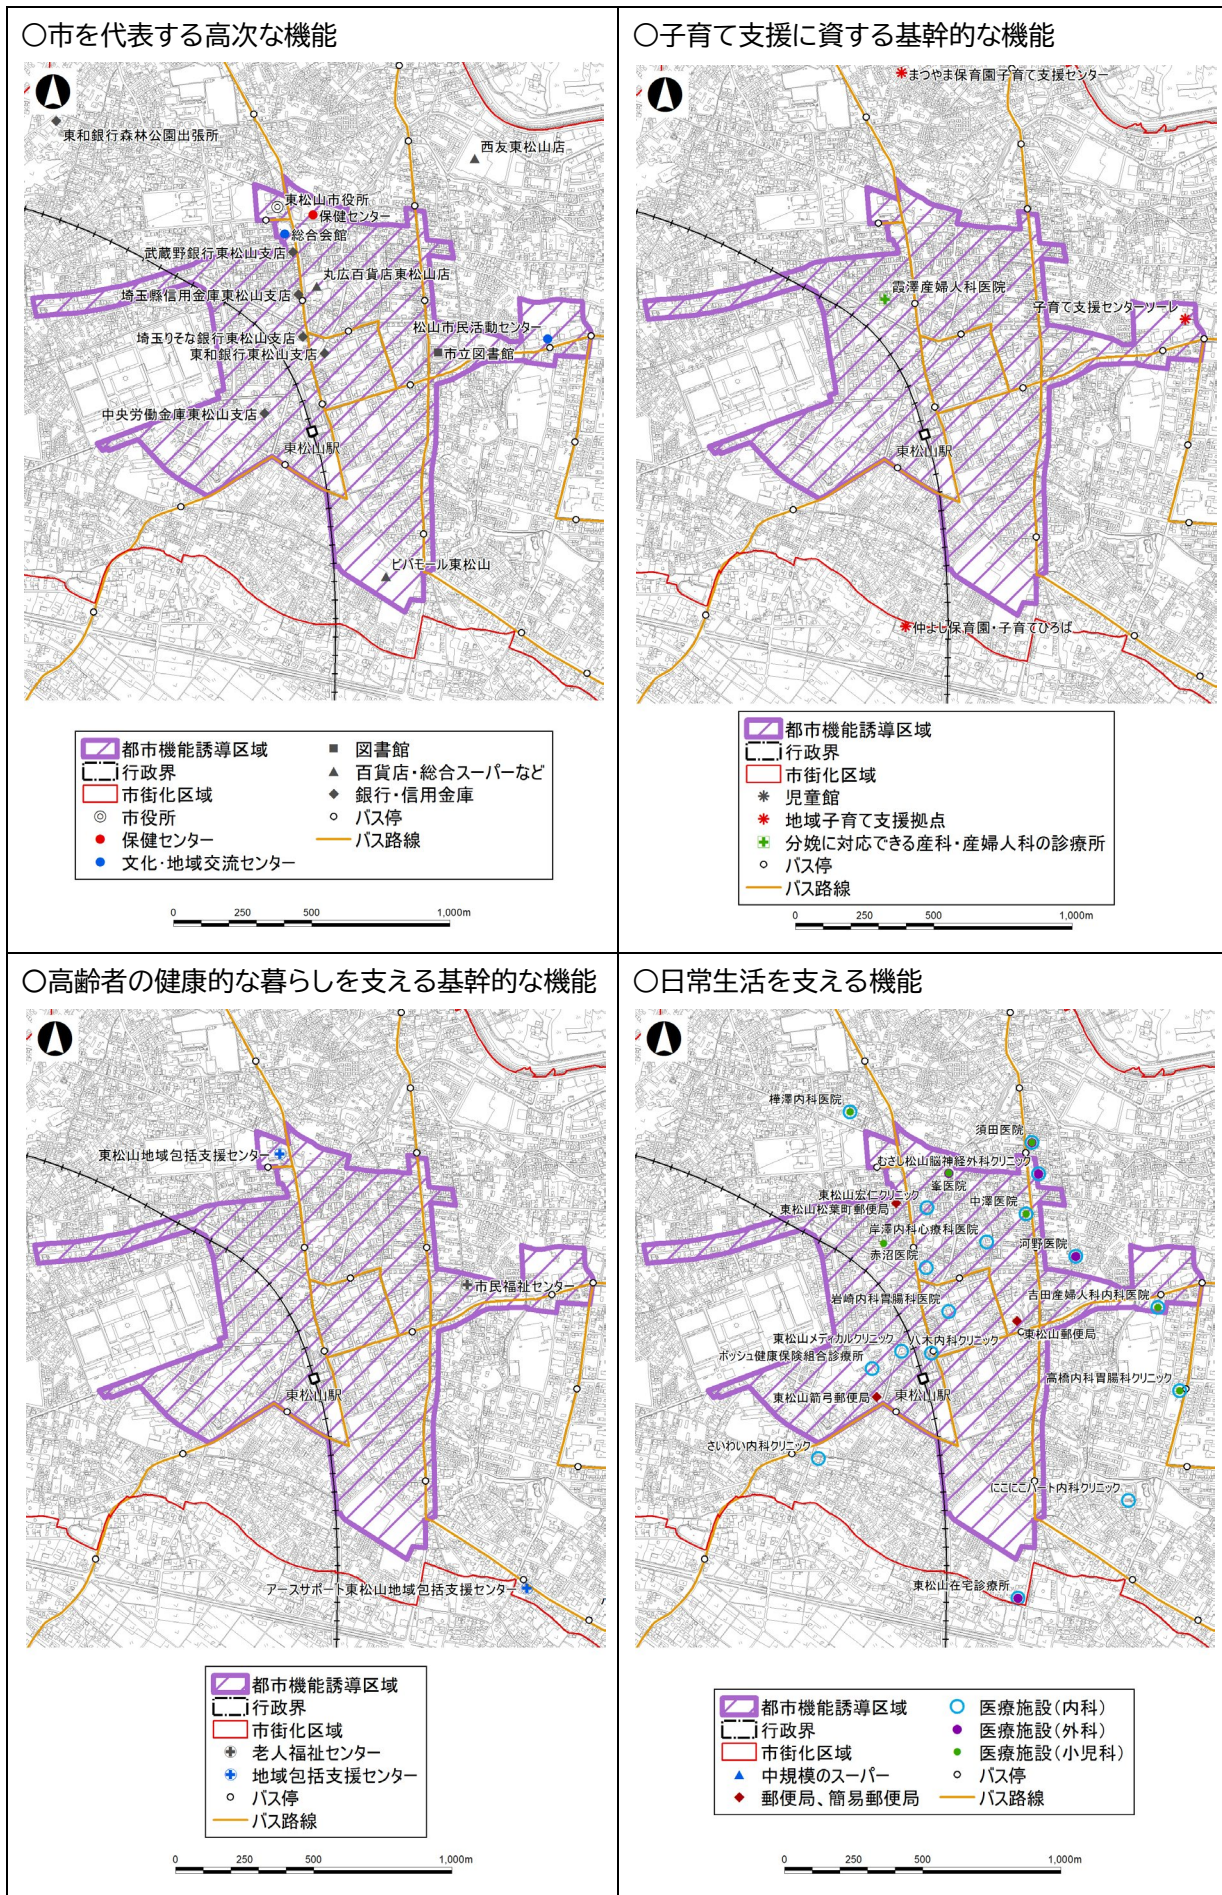 〇市を代表する高次な機能
東和銀行森林公園出張所
西友東松山店
東松山市役所
保健センター
総合会館
武蔵野銀行東松山支店
丸広百貨店東松山店
埼玉縣信用金庫東松山支店
松山市民活動センター
埼玉りそな銀行東松山支店
東和銀行東松山支店
市立図書館
中央労働金庫東松山支店
東松山駅
ビバモール東松山
都市機能誘導区域
行政界
市街化区域
市役所
保健センター
文化・地域交流センター
図書館
百貨店・総合スーパーなど
銀行・信用金庫
バス停
バス路線
0 250 500 1,000m
〇子育て支援に資する基幹的な機能
まつやま保育園子育て支援センター
霞澤産婦人科医院
子育て支援センターソーレ
東松山駅
仲よし保育園・子育てひろば
都市機能誘導区域
行政界
市街化区域
児童館
地域子育て支援拠点
分娩に対応できる産科・産婦人科の診療所
バス停
バス路線
0 250 500 1,000m
〇高齢者の健康的な暮らしを支える基幹的な機能
東松山地域包括支援センター
市民福祉センター
東松山駅
アースサポート東松山地域包括支援センター
都市機能誘導区域
行政界
市街化区域
老人福祉センター
地域包括支援センター
バス停
バス路線
0 250 500 1,000m
〇日常生活を支える機能
樺澤内科医院
須田医院
むさし松山脳神経外科クリニック
峯医院
東松山宏仁クリニック
東松山松葉町郵便局
中澤医院
岸澤内科心療科医院
河野医院
赤沼医院
岩崎内科胃腸科医院
吉田産婦人科内科医院
東松山郵便局
東松山メディカルクリニック
八木内科クリニック
ボッシュ健康保険組合診療所
高橋内科胃腸科クリニック
東松山箭弓郵便局
東松山駅
さいわい内科クリニック
にこにこハート内科クリニック
東松山在宅診療所
都市機能誘導区域
行政界
市街化区域
中規模のスーパー
郵便局、簡易郵便局
医療施設(内科)
医療施設(外科)
医療施設(小児科)
バス停
バス路線
0 250 500 1,000m